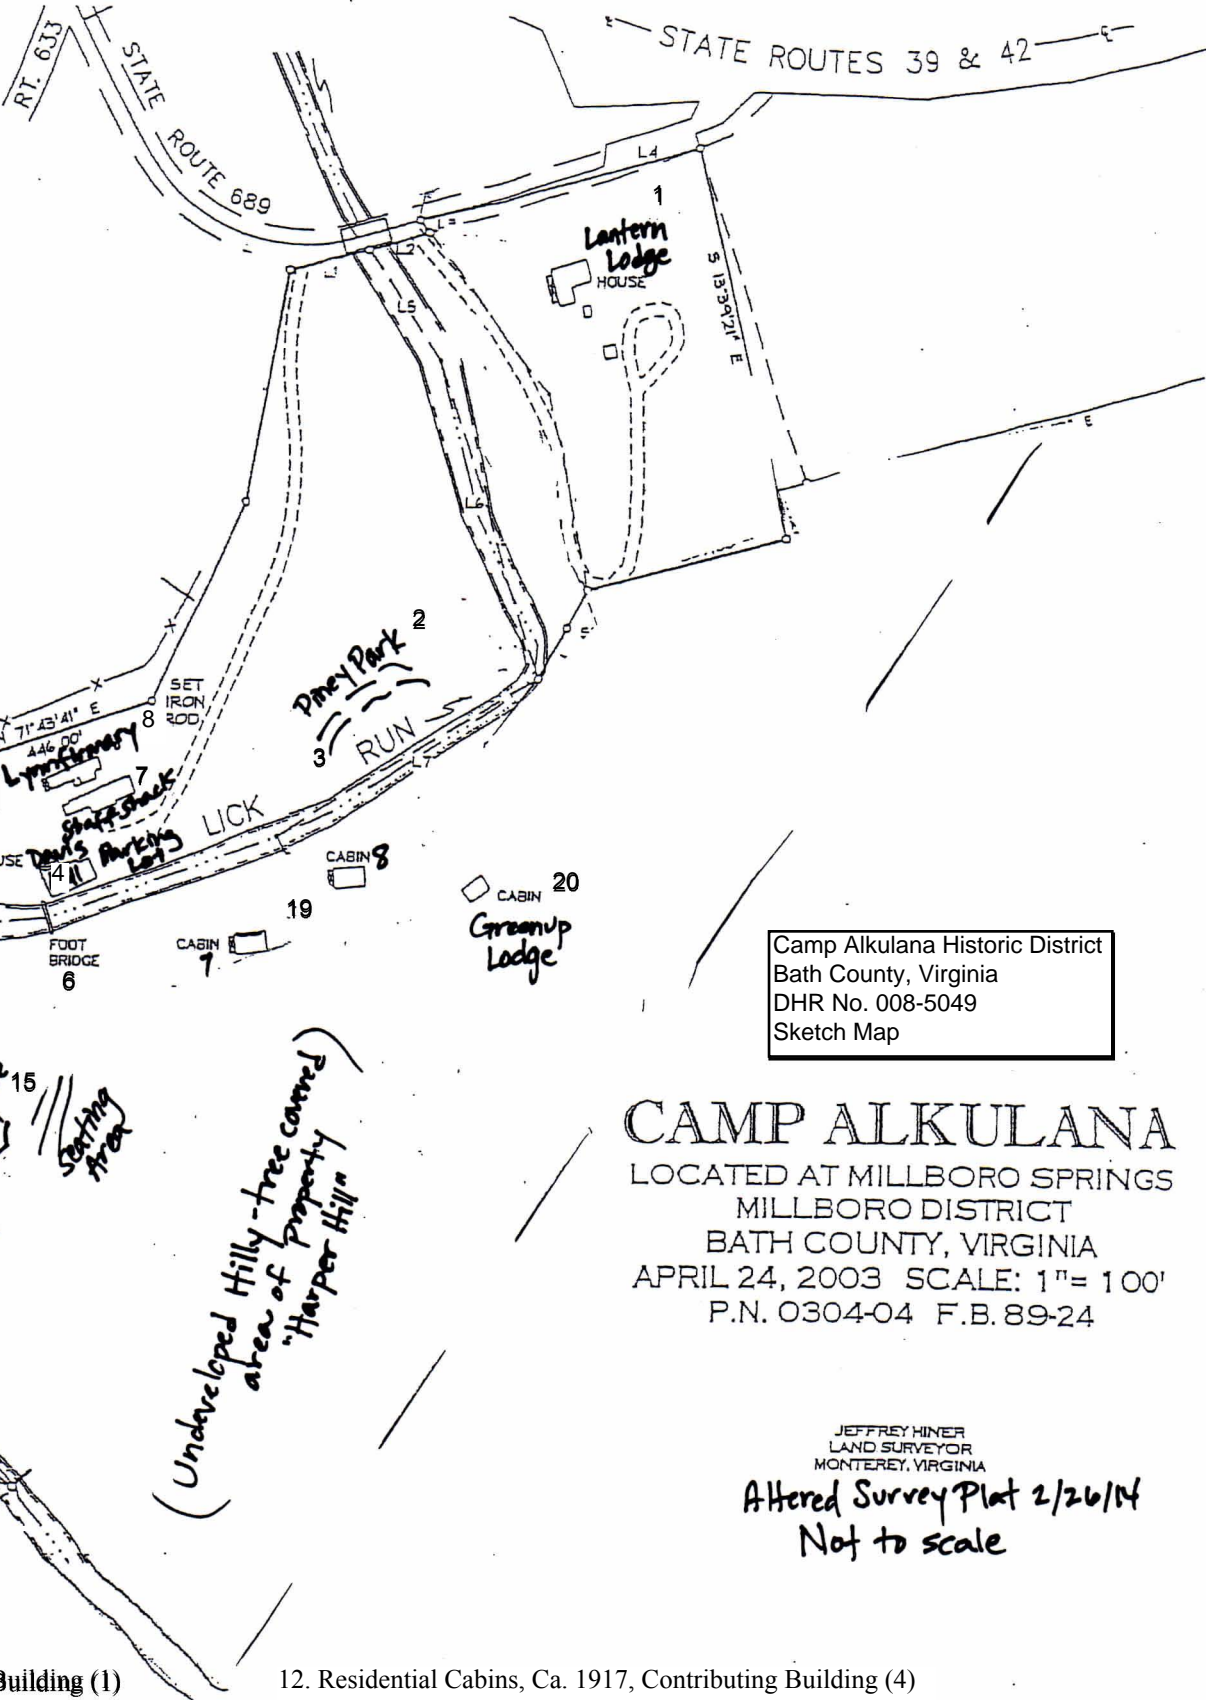 RT. 633
STATE ROUTE 689
STATE ROUTES 39 & 42
L4
1
Lantern
Lodge
HOUSE
L1
L2
L5
L6
S 13°39'21" E
E
2
Piney Park
3
SET
IRON
ROD
71°43'41" E
446.00'
8
Lynnfirmary
7
Staff Shack
Davis
4
11
Parking
Lot
LICK RUN
L7
CABIN 8
19
CABIN
20
Greenup
Lodge
FOOT
BRIDGE
6
CABIN
7
15
Seating
Area
(Undeveloped Hilly-tree covered)
area of property
"Harper Hill"
Camp Alkulana Historic District
Bath County, Virginia
DHR No. 008-5049
Sketch Map
CAMP ALKULANA
LOCATED AT MILLBORO SPRINGS
MILLBORO DISTRICT
BATH COUNTY, VIRGINIA
APRIL 24, 2003 SCALE: 1"= 100'
P.N. 0304-04 F.B. 89-24
JEFFREY HINER
LAND SURVEYOR
MONTEREY, VIRGINIA
Altered Survey Plat 2/26/14
Not to scale
Building (1)
12. Residential Cabins, Ca. 1917, Contributing Building (4)